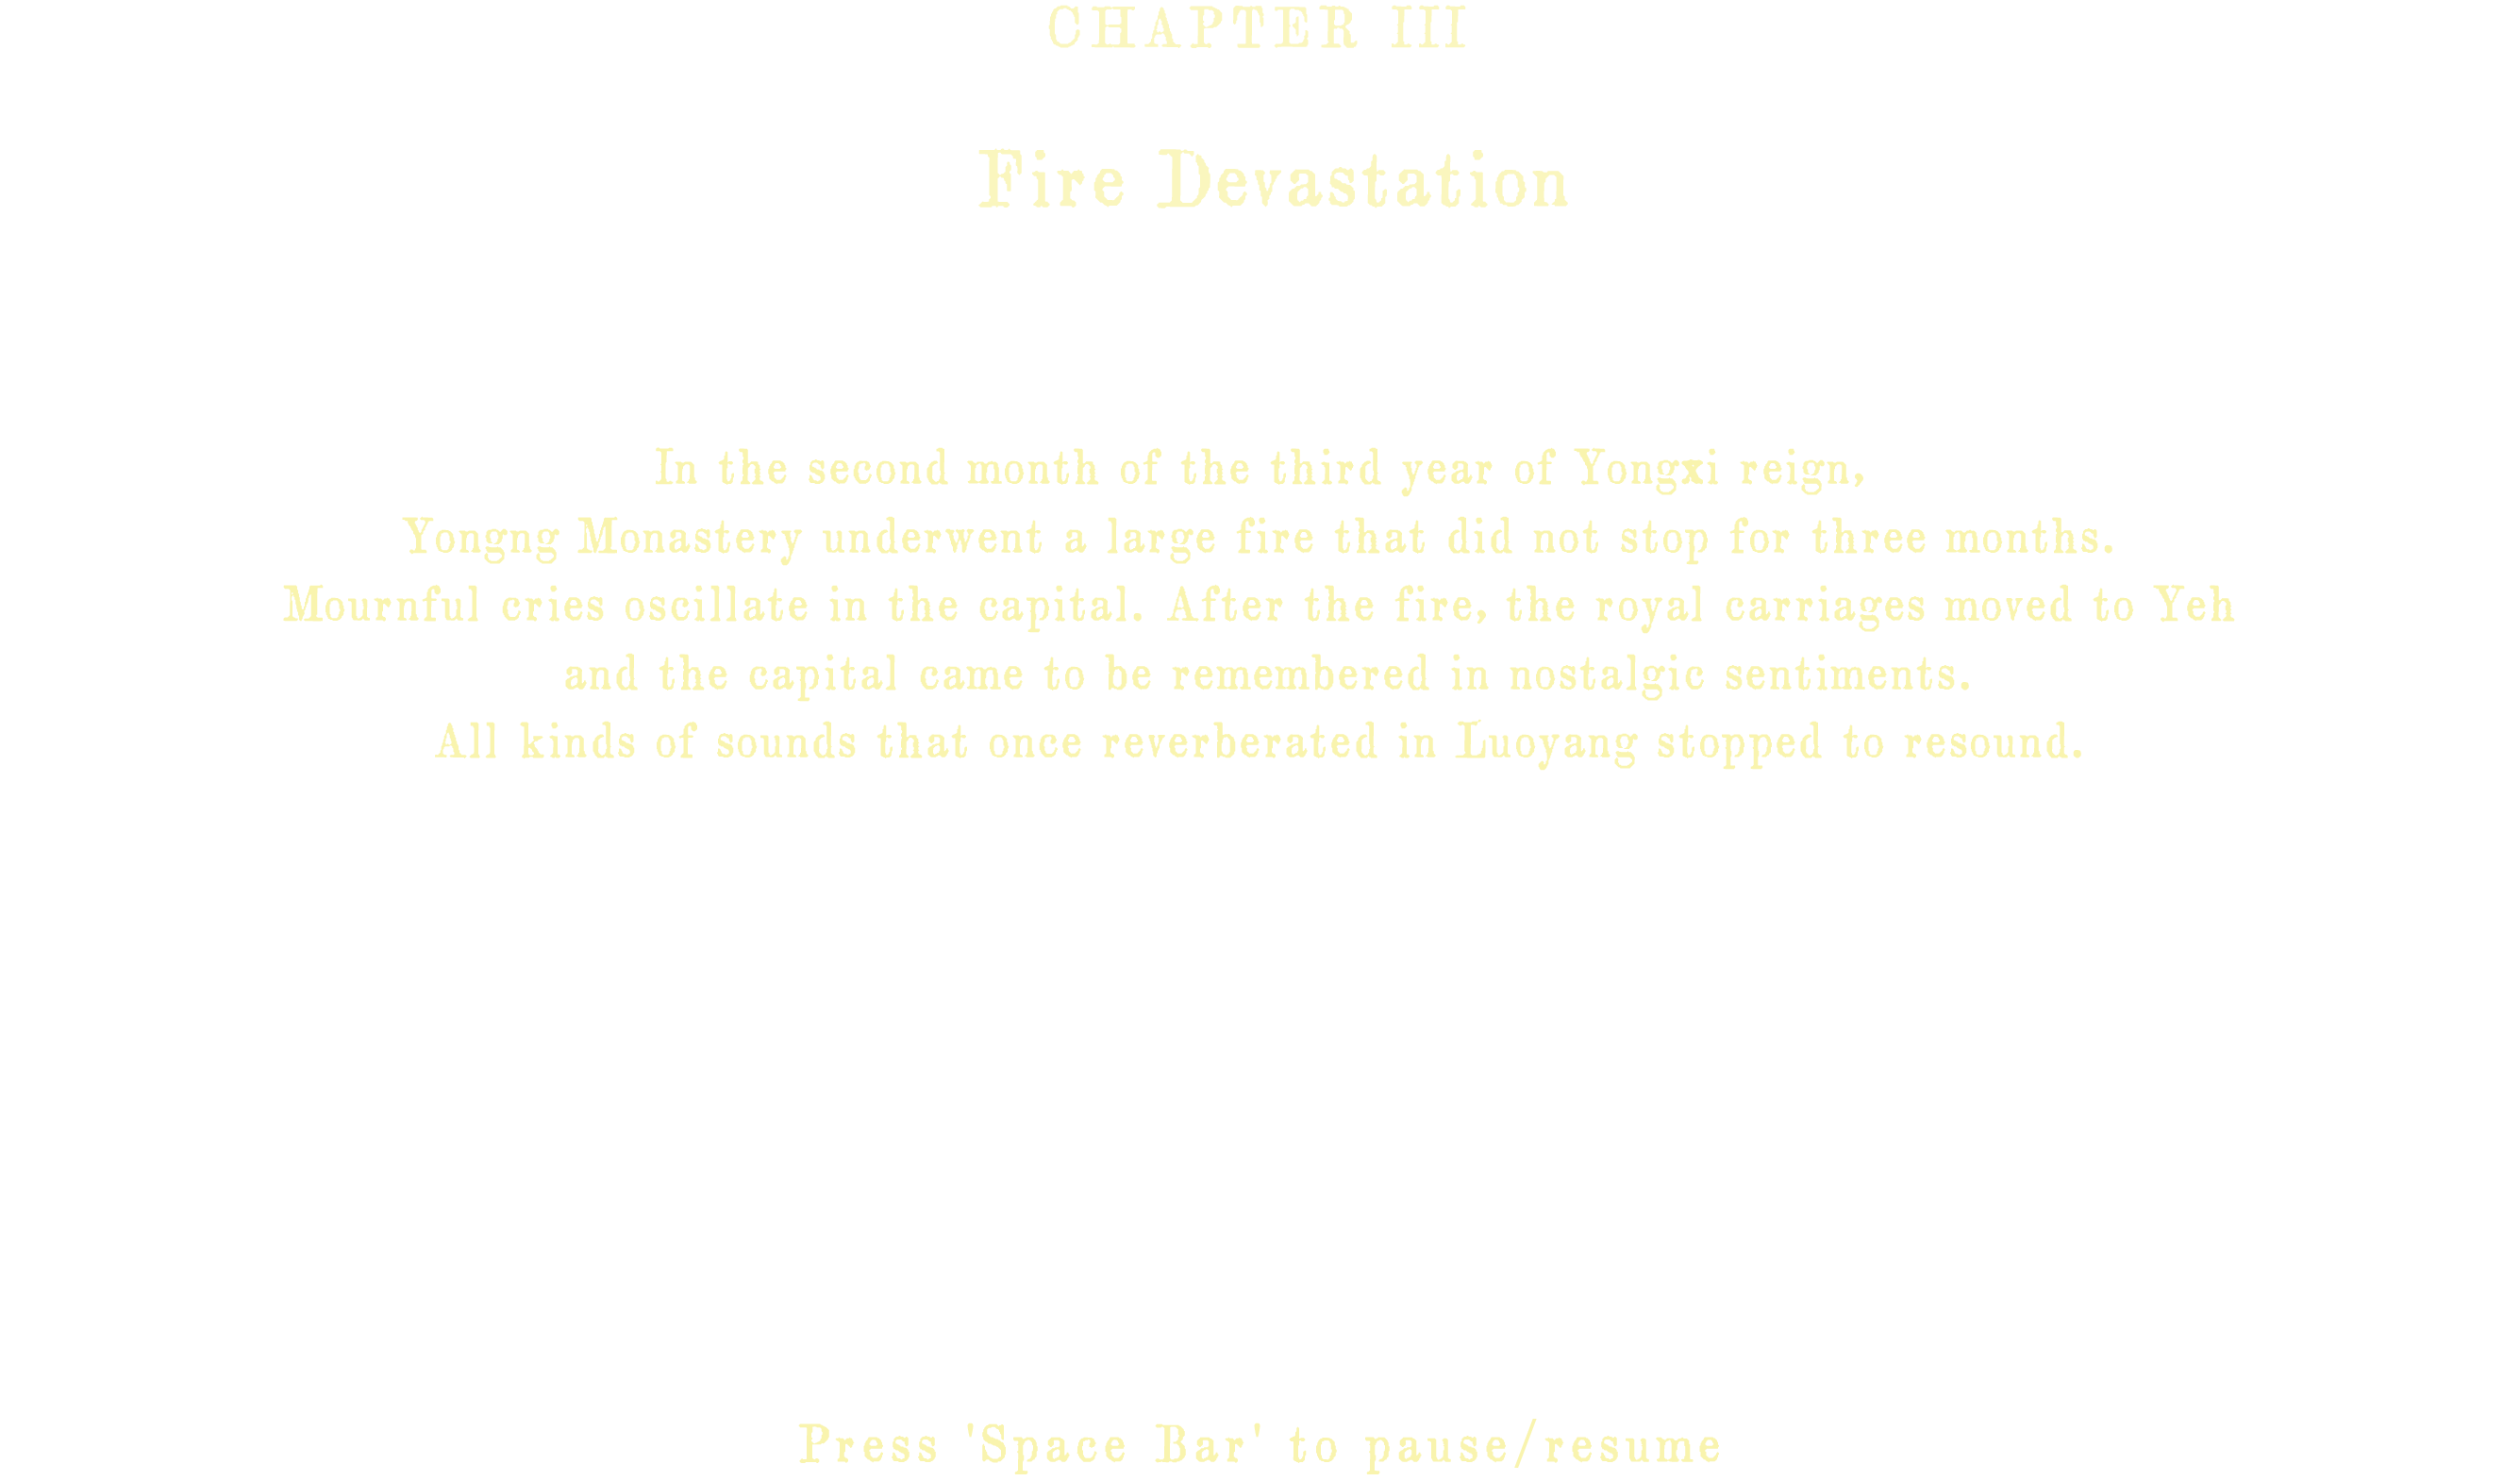 CHAPTER III
Fire Devastation
In the second month of the third year of Yongxi reign,
Yongng Monastery underwent a large fire that did not stop for three months.
Mournful cries oscillate in the capital. After the fire, the royal carriages moved to Yeh
and the capital came to be remembered in nostalgic sentiments.
All kinds of sounds that once reverberated in Luoyang stopped to resound.
Press 'Space Bar' to pause/resume